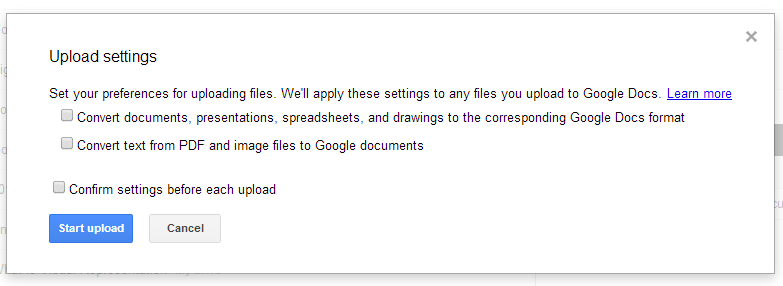 Upload settings
Set your preferences for uploading files. We'll apply these settings to any files you upload to Google Docs. Learn more
Convert documents, presentations, spreadsheets, and drawings to the corresponding Google Docs format
Convert text from PDF and image files to Google documents
Confirm settings before each upload
Start upload Cancel